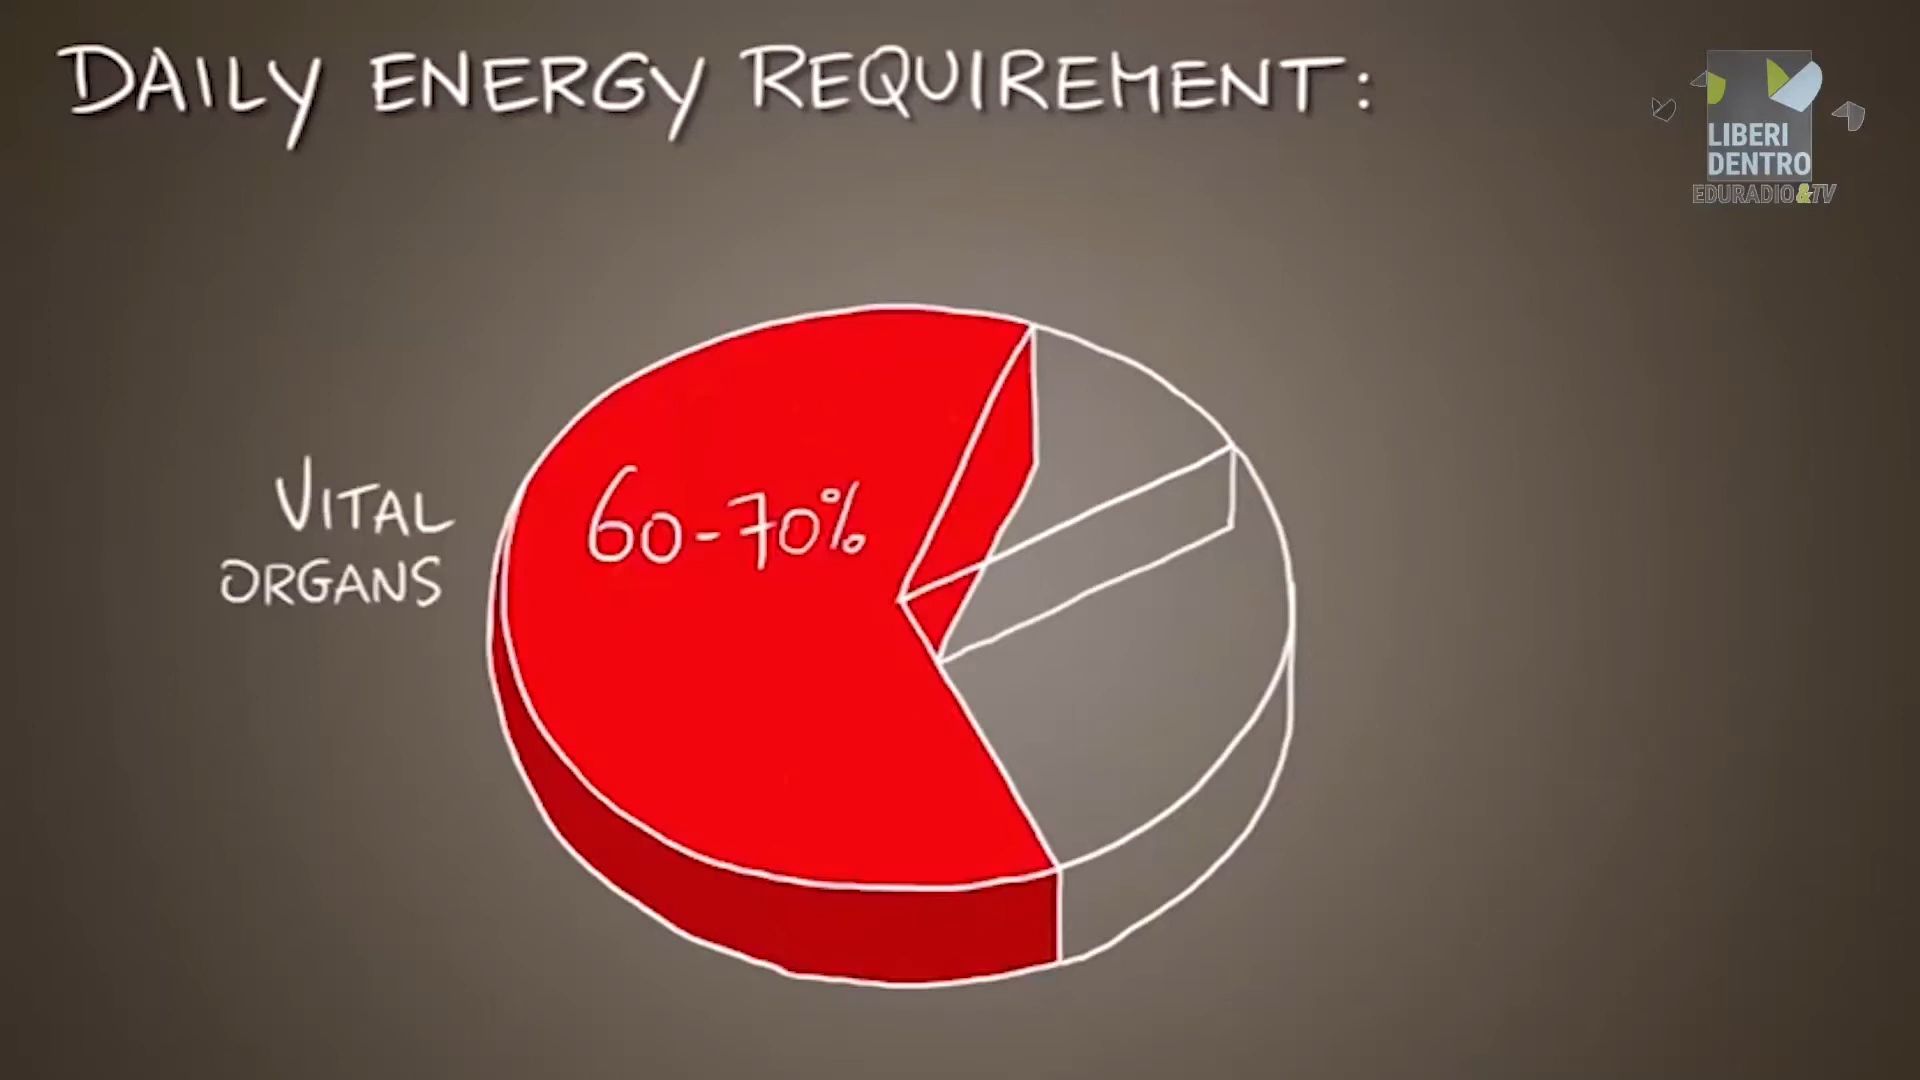 DAILY ENERGY REQUIREMENT:
LIBERI
DENTRO
EDURADIO&TV
VITAL
ORGANS
60-70%